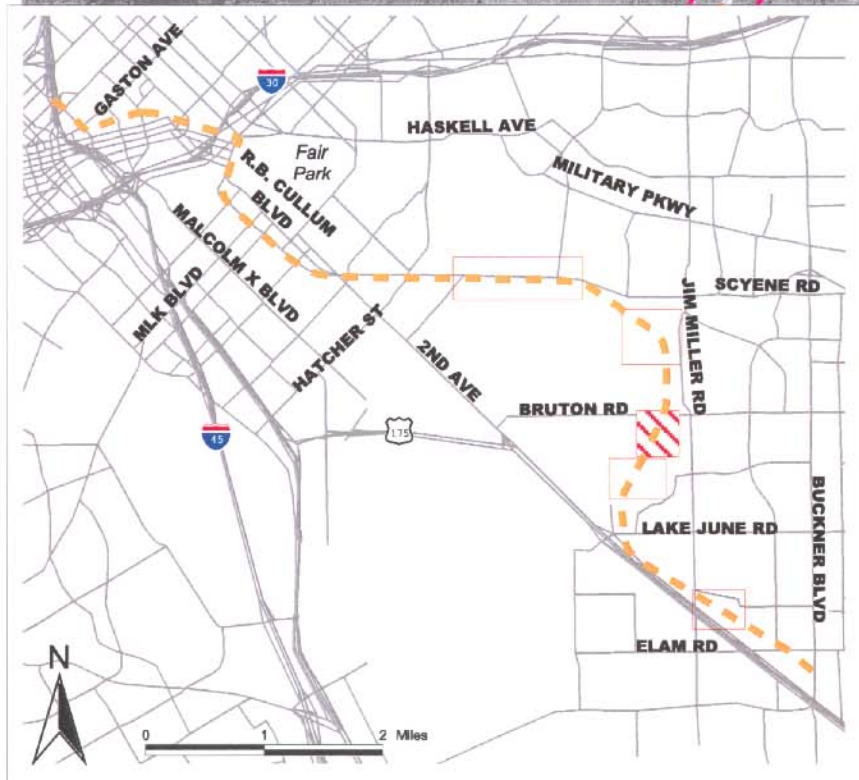 GASTON AVE
30
HASKELL AVE
Fair
Park
R.B. CULLUM
BLVD
MILITARY PKWY
MALCOLM X BLVD
MLK BLVD
HATCHER ST
2ND AVE
JIM MILLER RD
SCYENE RD
BRUTON RD
175
45
BUCKNER BLVD
LAKE JUNE RD
ELAM RD
N
0 1 2 Miles